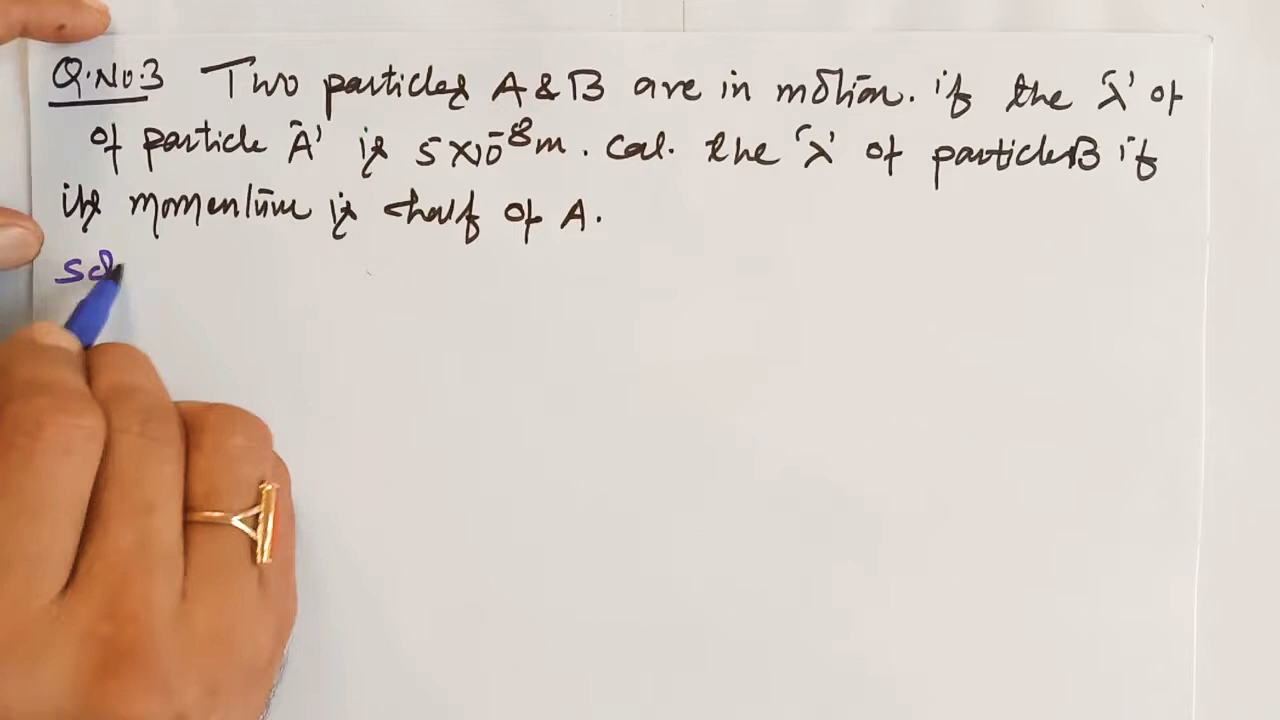 Q.No.3 Two particles A & B are in motion. if the 'λ' of
of particle 'A' is 5×10⁻⁸m. Cal. the 'λ' of particle B if
its momentum is half of A.
Sol